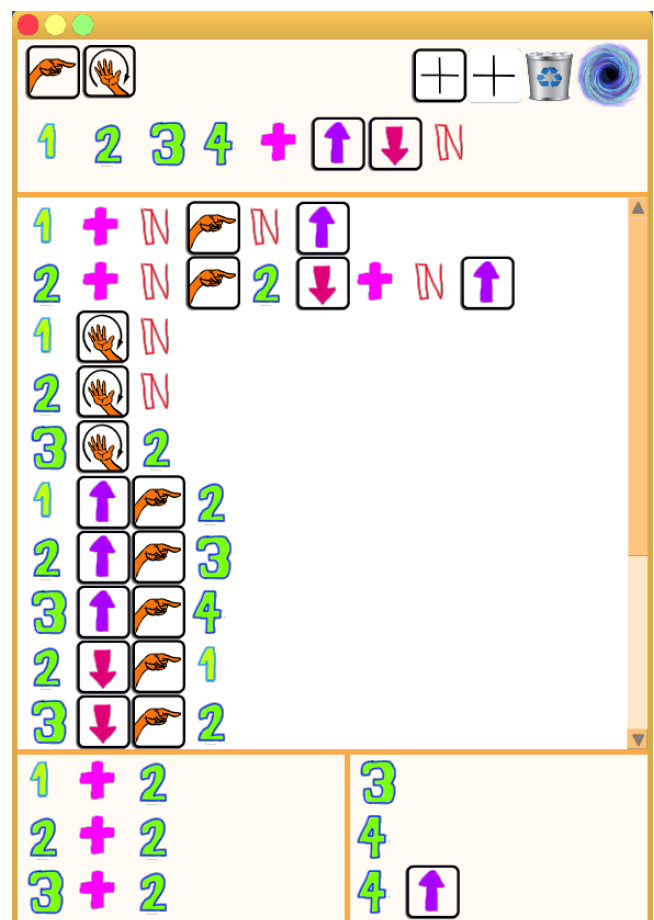 1 2 3 4 + ↑ ↓ N
1 + N N ↑
2 + N 2 ↓ + N ↑
1 N
2 N
3 2
1 ↑ 2
2 ↑ 3
3 ↑ 4
2 ↓ 1
3 ↓ 2
1 + 2
3
2 + 2
4
3 + 2
4 ↑